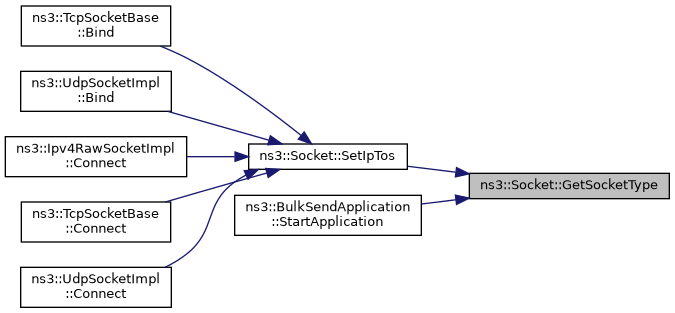 ns3::TcpSocketBase
::Bind
ns3::UdpSocketImpl
::Bind
ns3::Ipv4RawSocketImpl
::Connect
ns3::TcpSocketBase
::Connect
ns3::UdpSocketImpl
::Connect
ns3::Socket::SetIpTos
ns3::BulkSendApplication
::StartApplication
ns3::Socket::GetSocketType